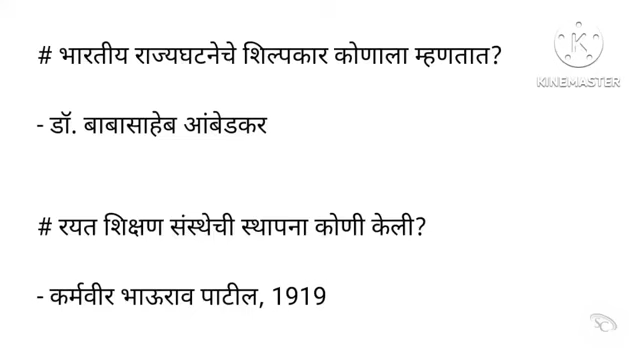 # भारतीय राज्यघटनेचे शिल्पकार कोणाला म्हणतात?
KINEMASTER
- डॉ. बाबासाहेब आंबेडकर
# रयत शिक्षण संस्थेची स्थापना कोणी केली?
- कर्मवीर भाऊराव पाटील, 1919